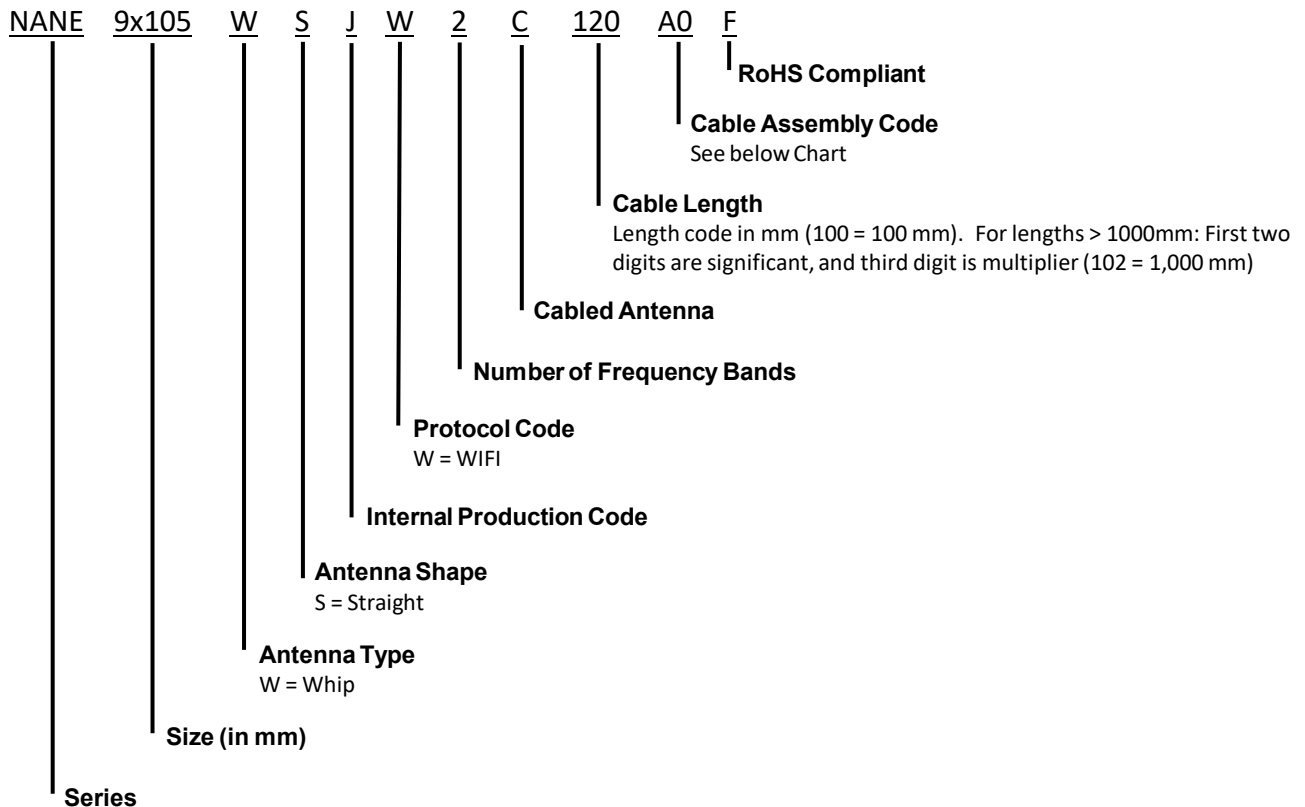 NANE 9x105 W S J W 2 C 120 A0 F
RoHS Compliant
Cable Assembly Code
See below Chart
Cable Length
Length code in mm (100 = 100 mm). For lengths > 1000mm: First two
digits are significant, and third digit is multiplier (102 = 1,000 mm)
Cabled Antenna
Number of Frequency Bands
Protocol Code
W = WIFI
Internal Production Code
Antenna Shape
S = Straight
Antenna Type
W = Whip
Size (in mm)
Series